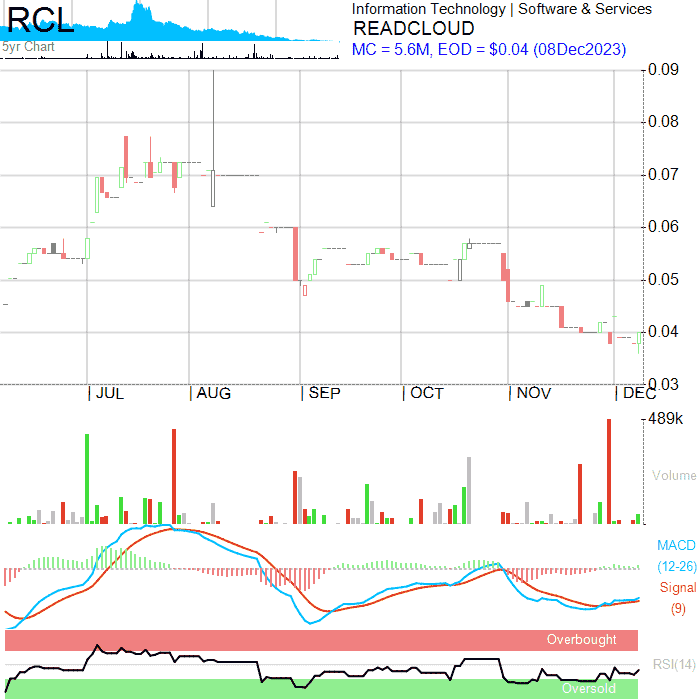 RCL
5yr Chart
Information Technology | Software & Services
READCLOUD
MC = 5.6M, EOD = $0.04 (08Dec2023)
0.09
0.08
0.07
0.06
0.05
0.04
0.03
JUL AUG SEP OCT NOV DEC
489k
Volume
MACD
(12-26)
Signal
(9)
Overbought
RSI(14)
Oversold